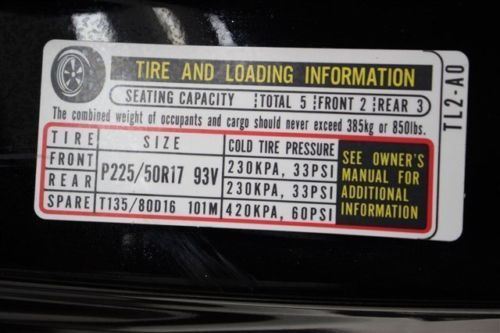 TIRE AND LOADING INFORMATION
SEATING CAPACITY TOTAL 5 FRONT 2 REAR 3
The combined weight of occupants and cargo should never exceed 385kg or 850lbs.
TIRE SIZE COLD TIRE PRESSURE
FRONT P225/50R17 93V 230KPA, 33PSI
REAR 230KPA, 33PSI
SPARE T135/80D16 101M 420KPA, 60PSI
SEE OWNER'S
MANUAL FOR
ADDITIONAL
INFORMATION
TL2-A0